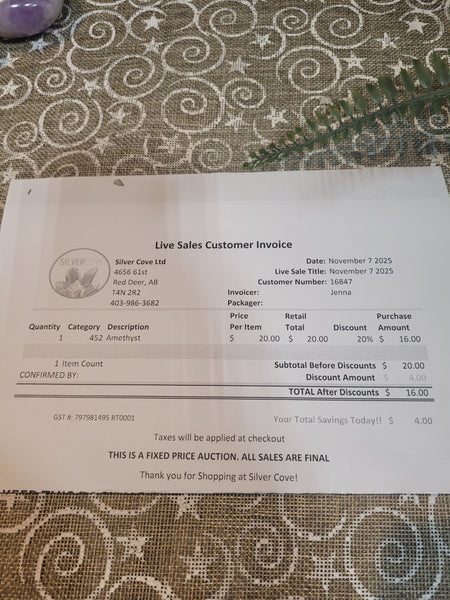 Live Sales Customer Invoice
SILVER COVE
Silver Cove Ltd
4656 61st
Red Deer, AB
T4N 2R2
403-986-3682
Date: November 7 2025
Live Sale Title: November 7 2025
Customer Number: 16847
Invoicer: Jenna
Packager:
Quantity Category Description Price Per Item Retail Total Discount Purchase Amount
1 452 Amethyst $ 20.00 $ 20.00 20% $ 16.00
1 Item Count
CONFIRMED BY:
Subtotal Before Discounts $ 20.00
Discount Amount $ 4.00
TOTAL After Discounts $ 16.00
GST #: 797981495 RT0001
Your Total Savings Today!! $ 4.00
Taxes will be applied at checkout
THIS IS A FIXED PRICE AUCTION. ALL SALES ARE FINAL
Thank you for Shopping at Silver Cove!